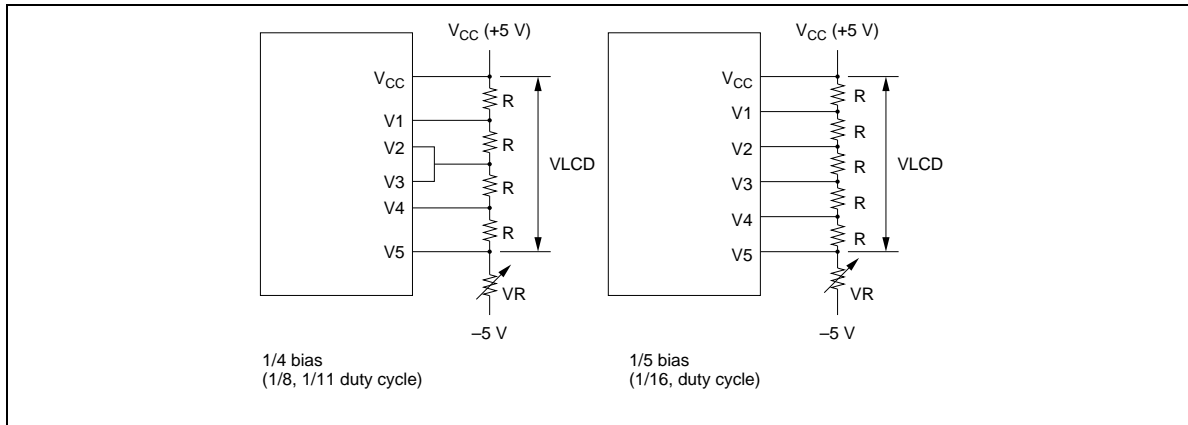 V_CC (+5 V)
V_CC
R
V1
R
V2
VLCD
V3
R
V4
R
V5
VR
–5 V
1/4 bias
(1/8, 1/11 duty cycle)
V_CC (+5 V)
V_CC
R
V1
R
V2
R
VLCD
V3
R
V4
R
V5
VR
–5 V
1/5 bias
(1/16, duty cycle)